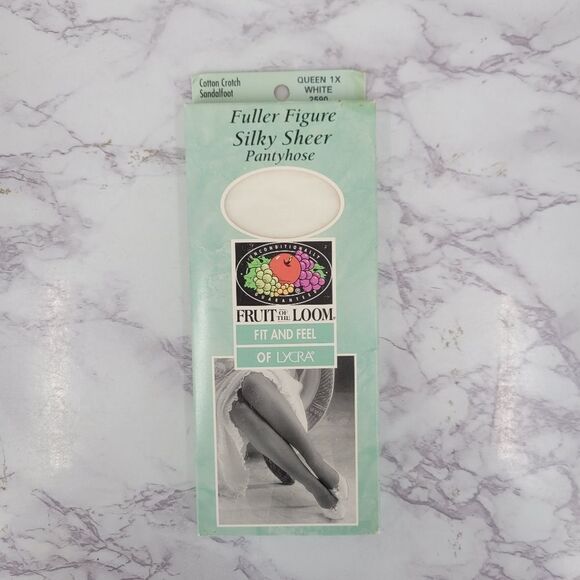 Cotton Crotch
Sandalfoot
QUEEN 1X
WHITE
2590
Fuller Figure
Silky Sheer
Pantyhose
UNCONDITIONALLY
GUARANTEED
FRUIT OF THE LOOM®
FIT AND FEEL
OF LYCRA®